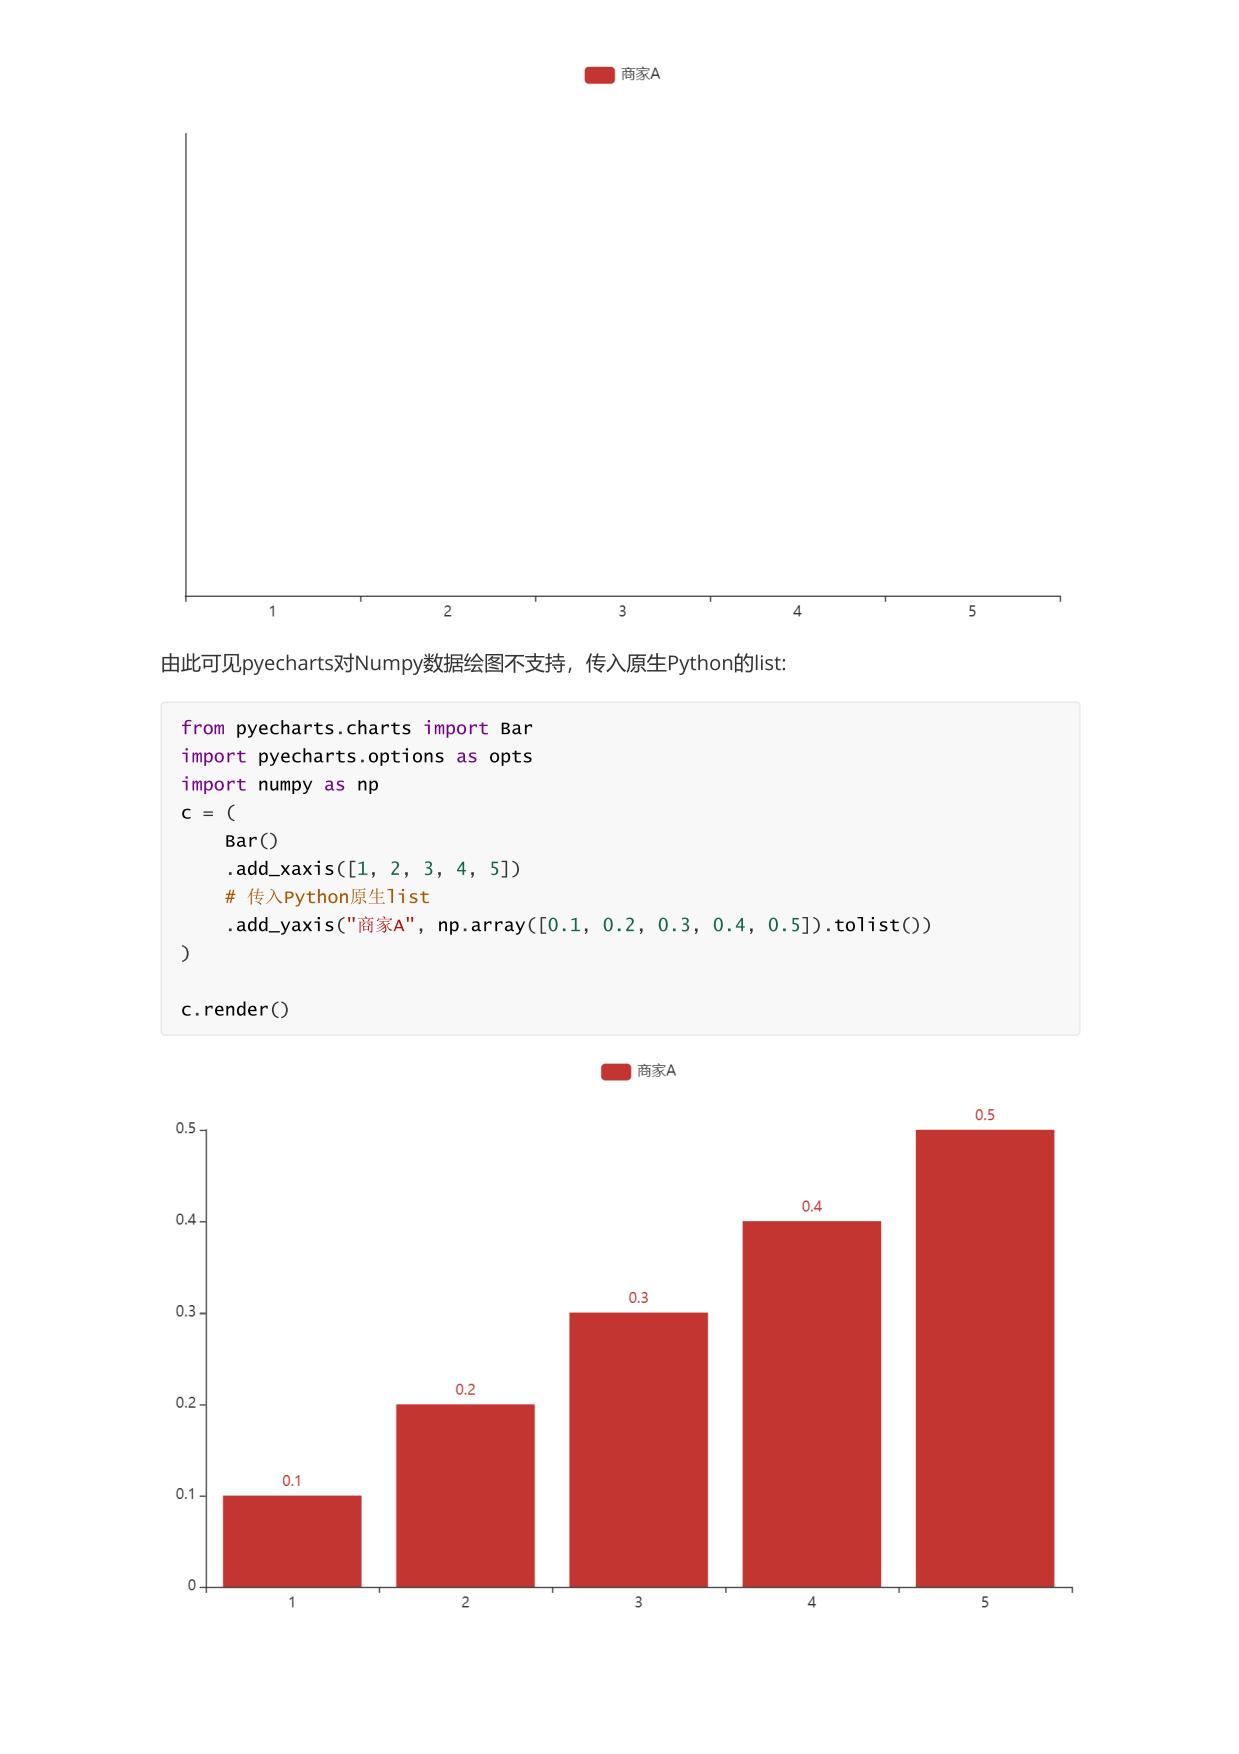 商家A
1 2 3 4 5
由此可见pyecharts对Numpy数据绘图不支持，传入原生Python的list:
from pyecharts.charts import Bar
import pyecharts.options as opts
import numpy as np
c = (
    Bar()
    .add_xaxis([1, 2, 3, 4, 5])
    # 传入Python原生list
    .add_yaxis("商家A", np.array([0.1, 0.2, 0.3, 0.4, 0.5]).tolist())
)
c.render()
商家A
0.5
0.5
0.4
0.4
0.3
0.3
0.2
0.2
0.1
0.1
0
1 2 3 4 5